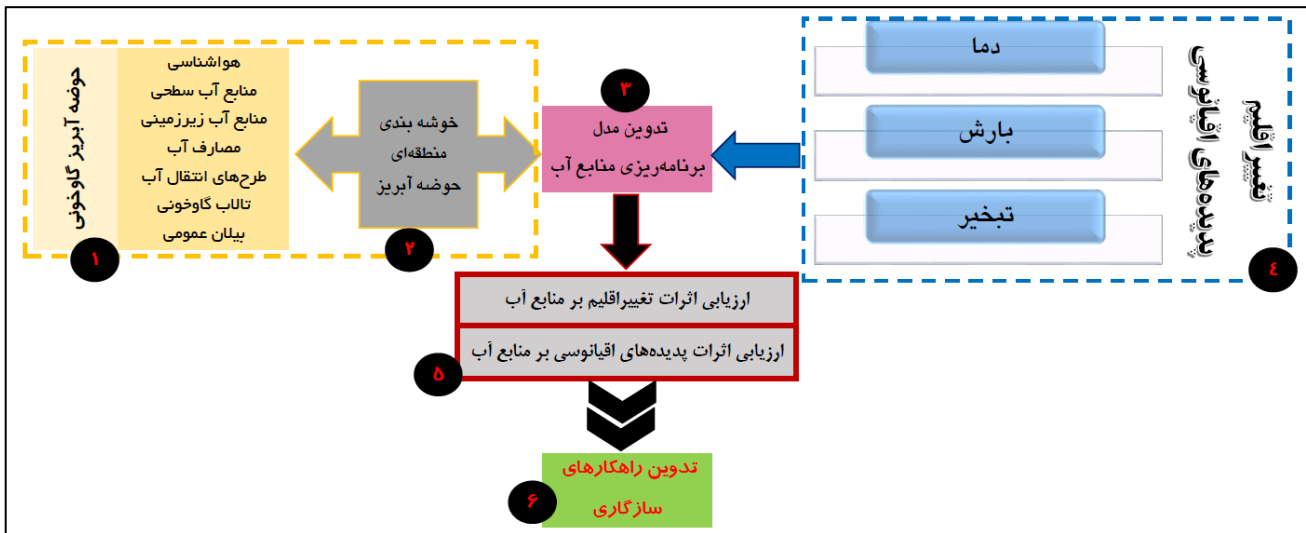 حوضه آبریز گاوخونی
هواشناسی
منابع آب سطحی
منابع آب زیرزمینی
مصارف آب
طرح‌های انتقال آب
تالاب گاوخونی
بیلان عمومی
۱
خوشه بندی
منطقه‌ای
حوضه آبریز
۲
۳
تدوین مدل
برنامه‌ریزی منابع آب
تغییراقلیم
پدیده‌های اقیانوسی
دما
بارش
تبخیر
٤
ارزیابی اثرات تغییراقلیم بر منابع آب
ارزیابی اثرات پدیده‌های اقیانوسی بر منابع آب
۵
تدوین راهکارهای
سازگاری
۶